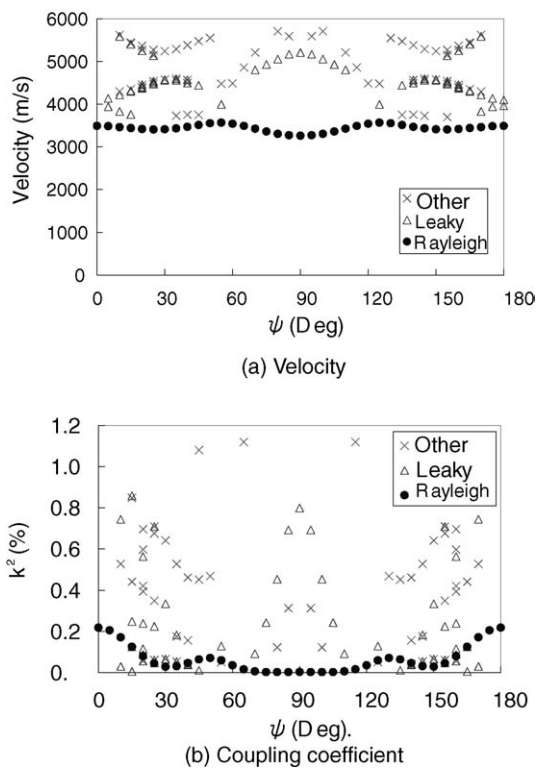 6000
5000
4000
3000
2000
1000
0
Velocity (m/s)
Other
Leaky
Rayleigh
0 30 60 90 120 150 180
ψ (Deg)
(a) Velocity
1.2
1.0
0.8
0.6
0.4
0.2
0.
k² (%)
Other
Leaky
Rayleigh
0 30 60 90 120 150 180
ψ (Deg).
(b) Coupling coefficient